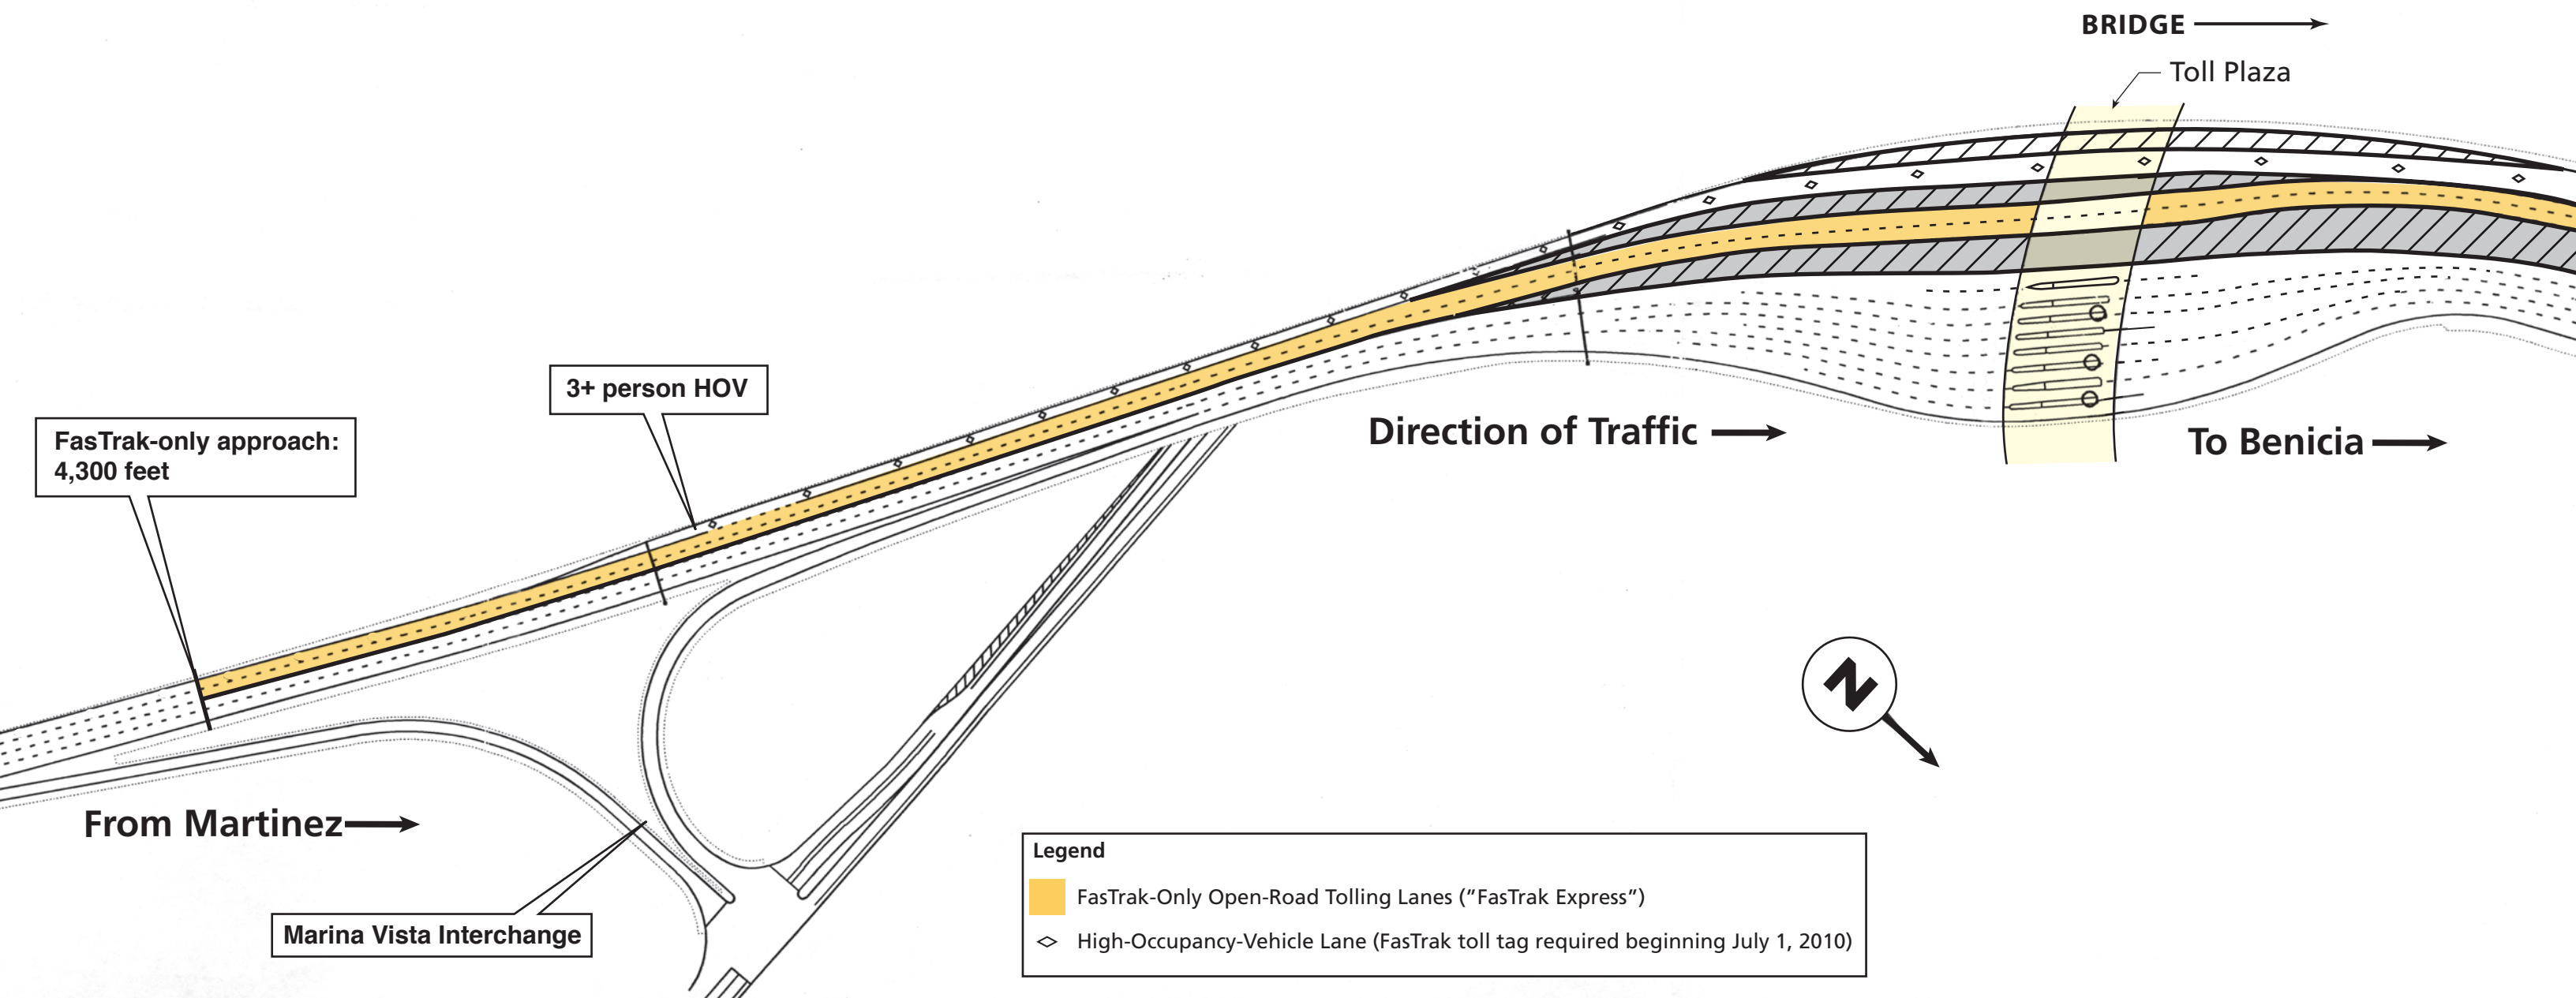 BRIDGE
Toll Plaza
3+ person HOV
FasTrak-only approach:
4,300 feet
Direction of Traffic
To Benicia
N
From Martinez
Marina Vista Interchange
Legend
FasTrak-Only Open-Road Tolling Lanes (”FasTrak Express”)
High-Occupancy-Vehicle Lane (FasTrak toll tag required beginning July 1, 2010)